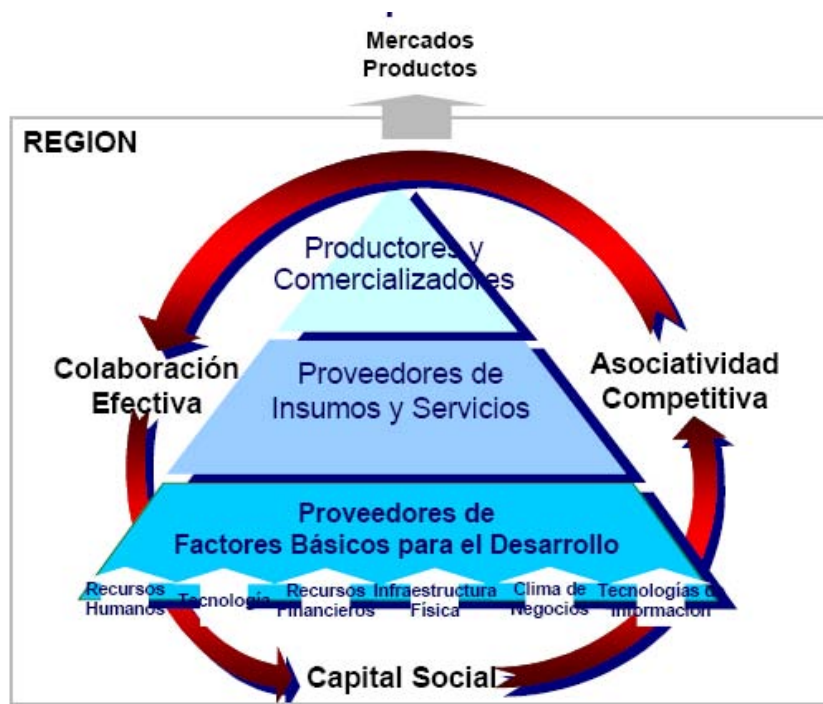 Mercados
Productos
REGION
Productores y
Comercializadores
Colaboración
Efectiva
Proveedores de
Insumos y Servicios
Asociatividad
Competitiva
Proveedores de
Factores Básicos para el Desarrollo
Recursos
Humanos
Tecnología
Recursos
Financieros
Infraestructura
Física
Clima de
Negocios
Tecnologías de
Información
Capital Social